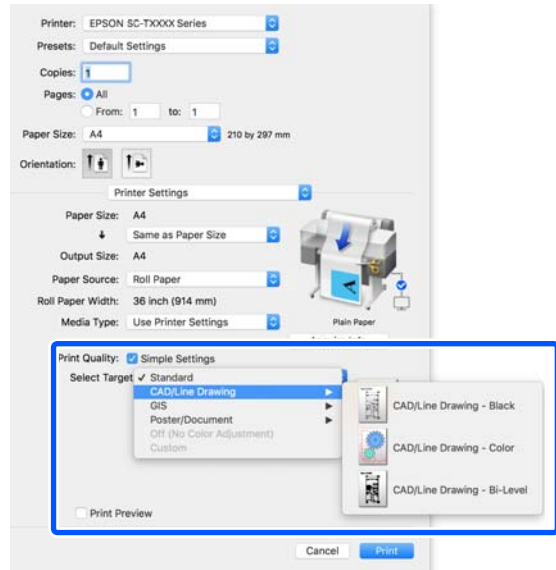 Printer: EPSON SC-TXXXX Series
Presets: Default Settings
Copies: 1
Pages: All
From: 1 to: 1
Paper Size: A4 210 by 297 mm
Orientation:
Printer Settings
Paper Size: A4
Same as Paper Size
Output Size: A4
Paper Source: Roll Paper
Roll Paper Width: 36 inch (914 mm)
Media Type: Use Printer Settings
Plain Paper
Print Quality: Simple Settings
Select Target ✓ Standard
CAD/Line Drawing
GIS
Poster/Document
Off (No Color Adjustment)
Custom
CAD/Line Drawing - Black
CAD/Line Drawing - Color
CAD/Line Drawing - Bi-Level
Print Preview
Cancel Print